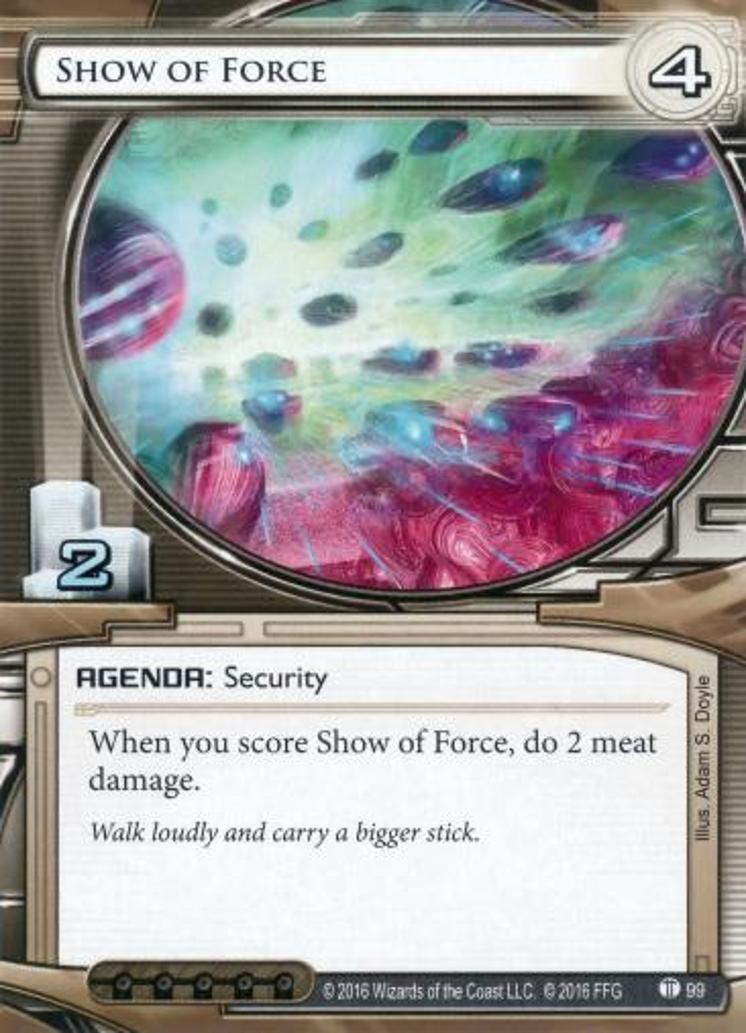 SHOW OF FORCE
4
2
AGENDA: Security
When you score Show of Force, do 2 meat
damage.
Walk loudly and carry a bigger stick.
Illus. Adam S. Doyle
© 2016 Wizards of the Coast LLC. © 2016 FFG
99